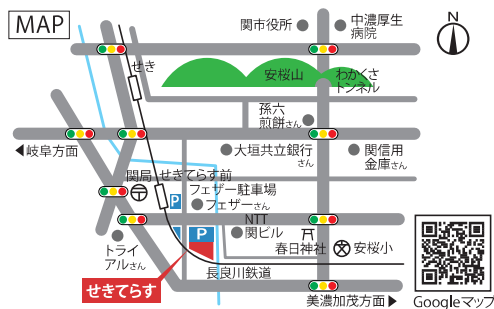 MAP
関市役所
中濃厚生
病院
N
せき
安桜山
わかくさ
トンネル
孫六
煎餅さん
岐阜方面
大垣共立銀行
さん
関信用
金庫さん
関局
せきてらす前
フェザー駐車場
P
フェザーさん
NTT
関ビル
P
春日神社
文
安桜小
トライ
アルさん
せきてらす
長良川鉄道
美濃加茂方面
Googleマップ